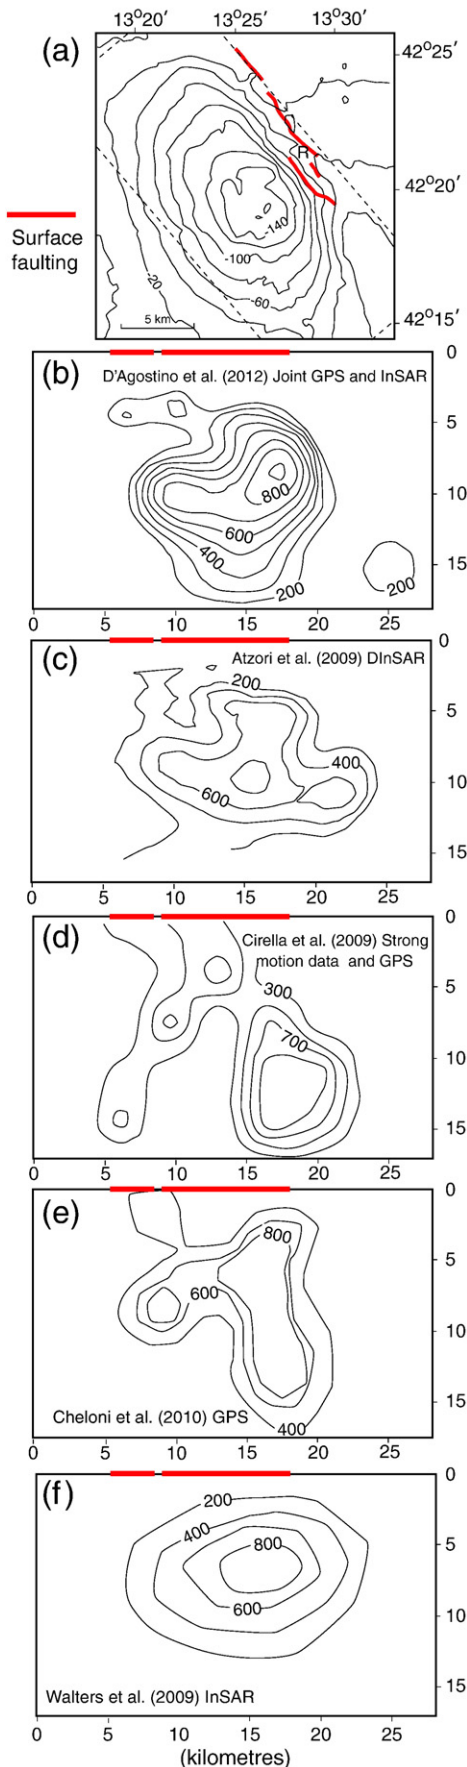 13°20′ 13°27′ 13°30′
(a)
42°25′
R
42°20′
Surface
faulting
-140
-100
-20
-60
5 km
42°15′
(b)
0
D'Agostino et al. (2012) Joint GPS and InSAR
5
800
10
600
400
15
200
200
0 5 10 15 20 25
(c)
0
Atzori et al. (2009) DInSAR
200
5
400
10
600
15
0 5 10 15 20 25
(d)
0
Cirella et al. (2009) Strong
motion data and GPS
300
5
700
10
15
0 5 10 15 20 25
(e)
0
800
5
600
10
Cheloni et al. (2010) GPS
400
15
0 5 10 15 20 25
(f)
0
200
400
5
800
600
10
Walters et al. (2009) InSAR
15
0 5 10 15 20 25
(kilometres)